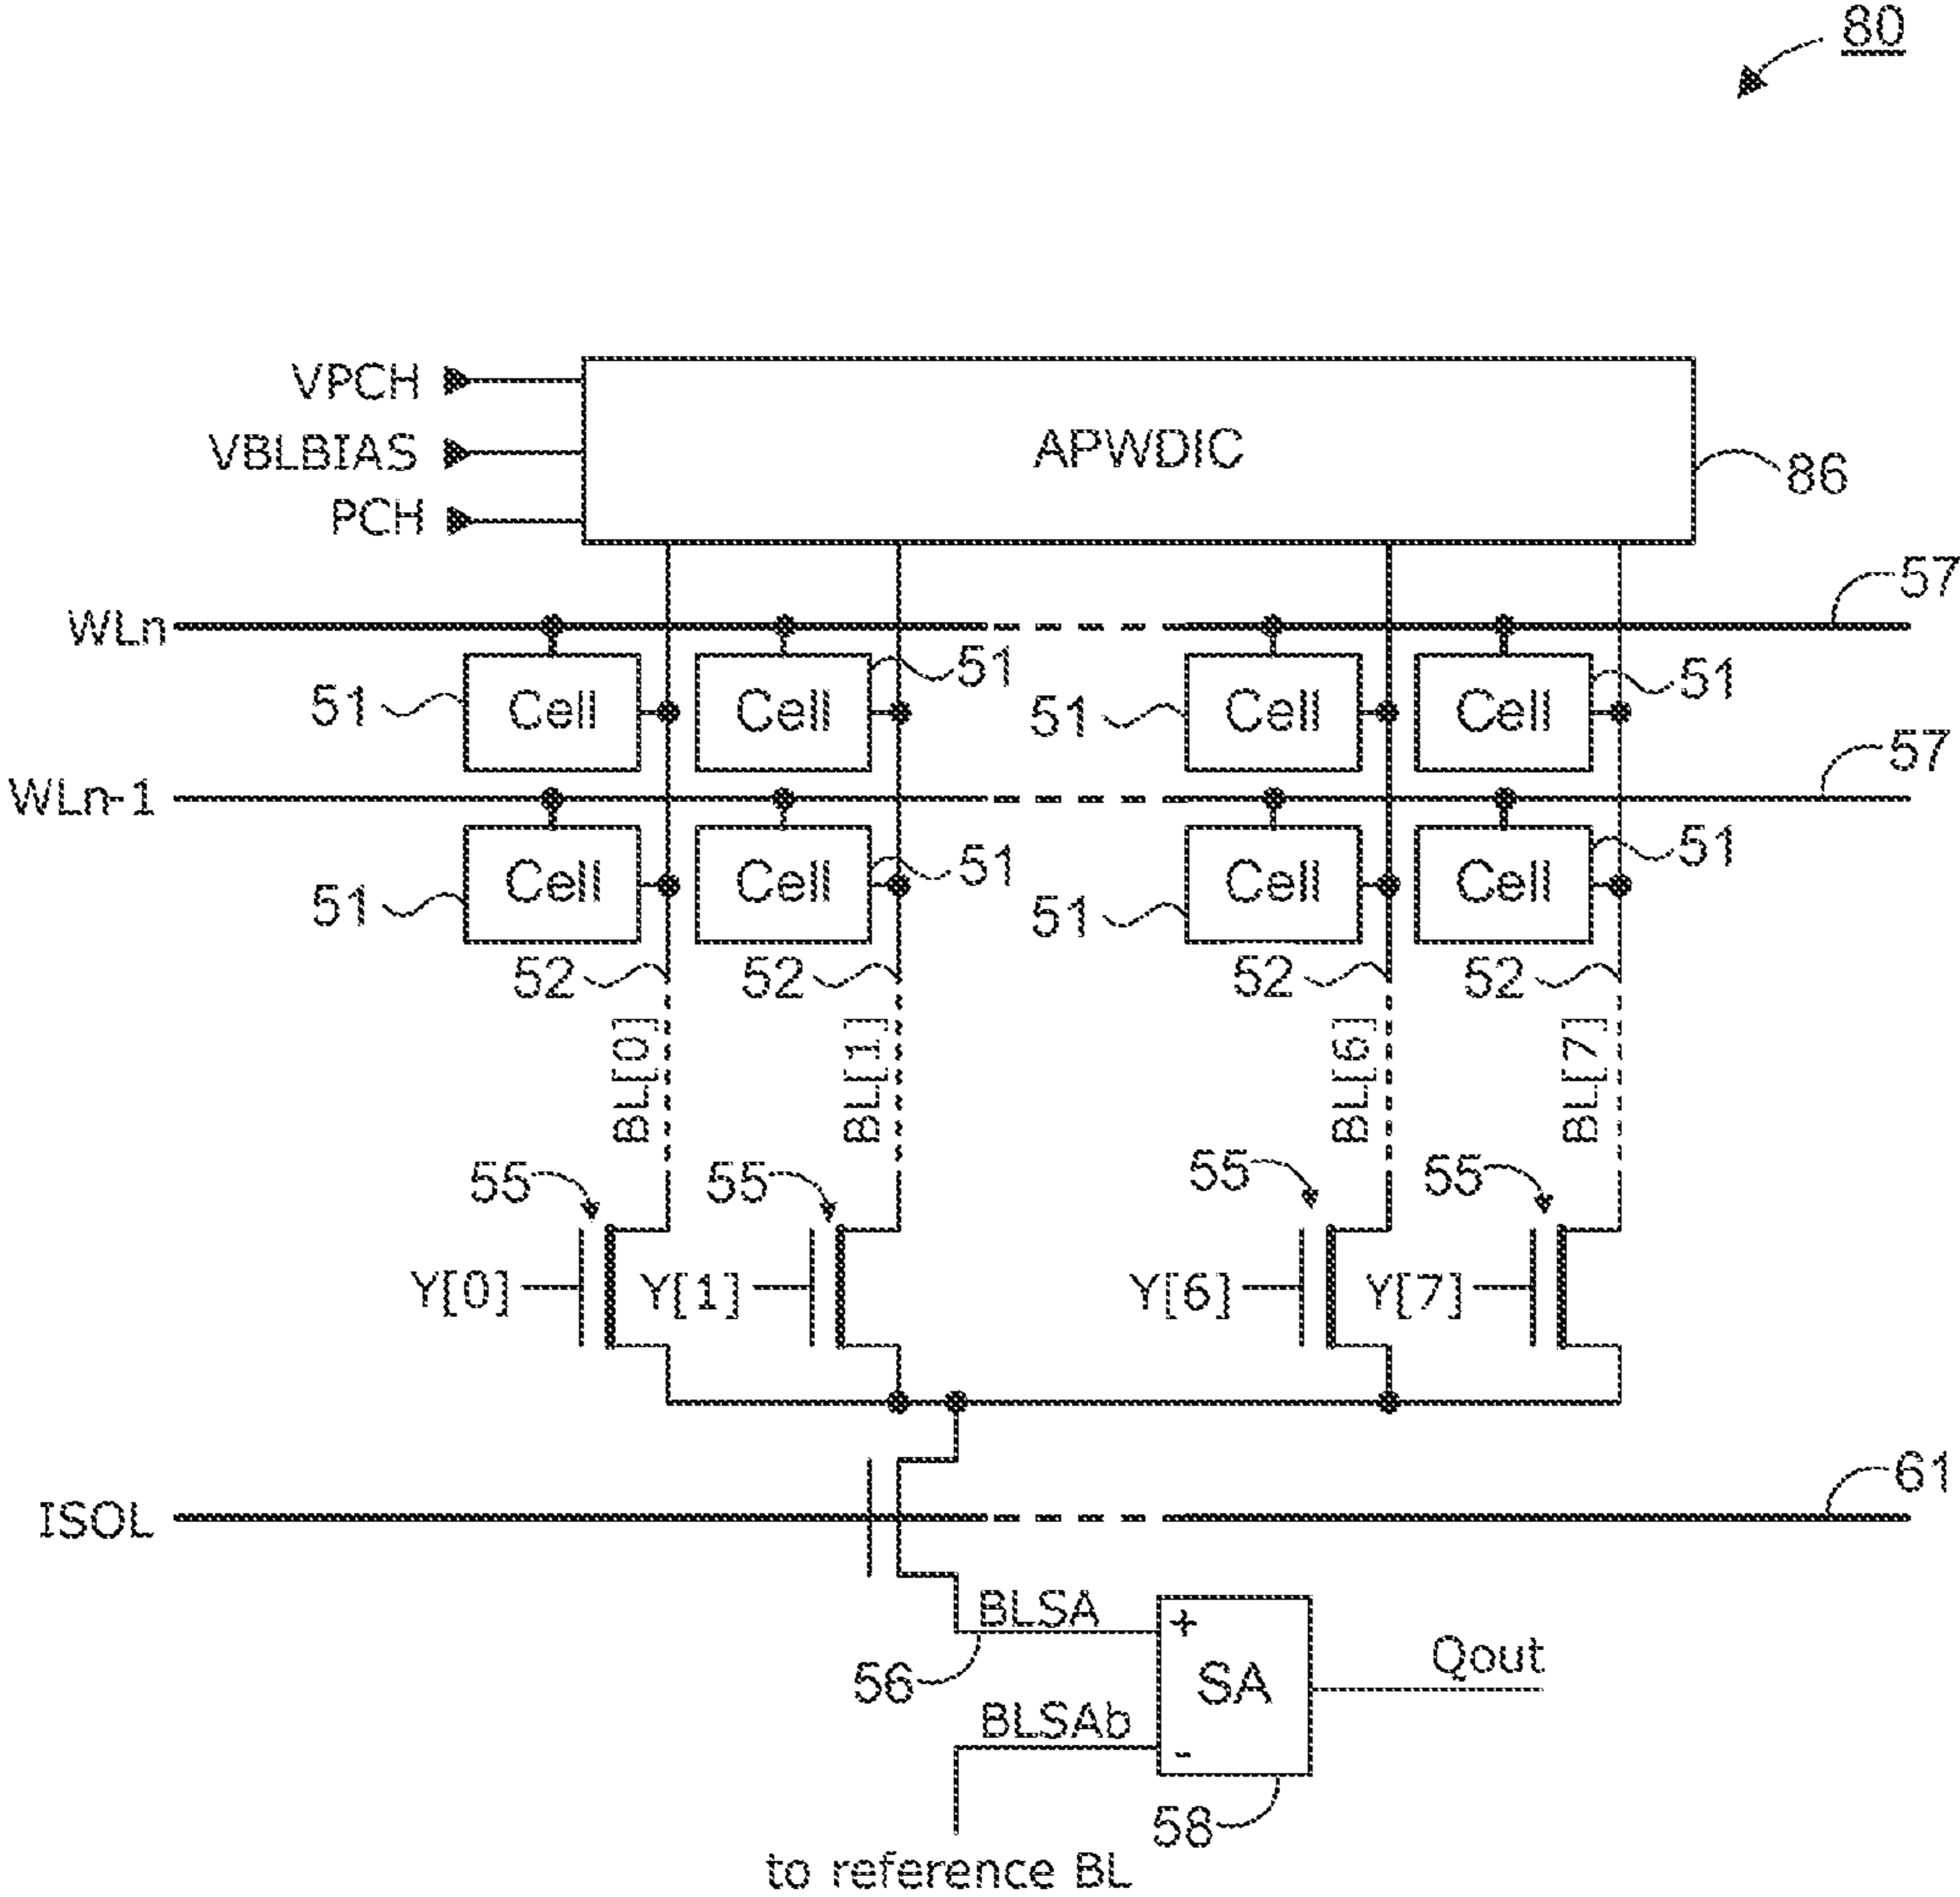 80
VPCH
VBLBIAS
PCH
APWDIC
86
57
WLn
51 Cell Cell 51 51 Cell Cell 51
57
WLn-1
51 Cell Cell 51 51 Cell Cell 51
52 52 52 52
BL[0] BL[1] BL[6] BL[7]
55 55 55 55
Y[0] Y[1] Y[6] Y[7]
61
ISOL
BLSA
+
56
SA
Qout
BLSAb
-
58
to reference BL